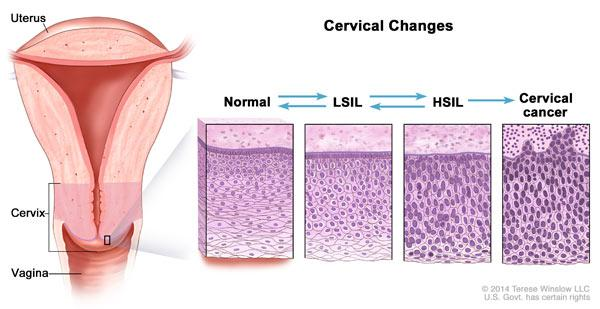 Uterus
Cervical Changes
Normal
LSIL
HSIL
Cervical
cancer
Cervix
Vagina
© 2014 Terese Winslow LLC
U.S. Govt. has certain rights